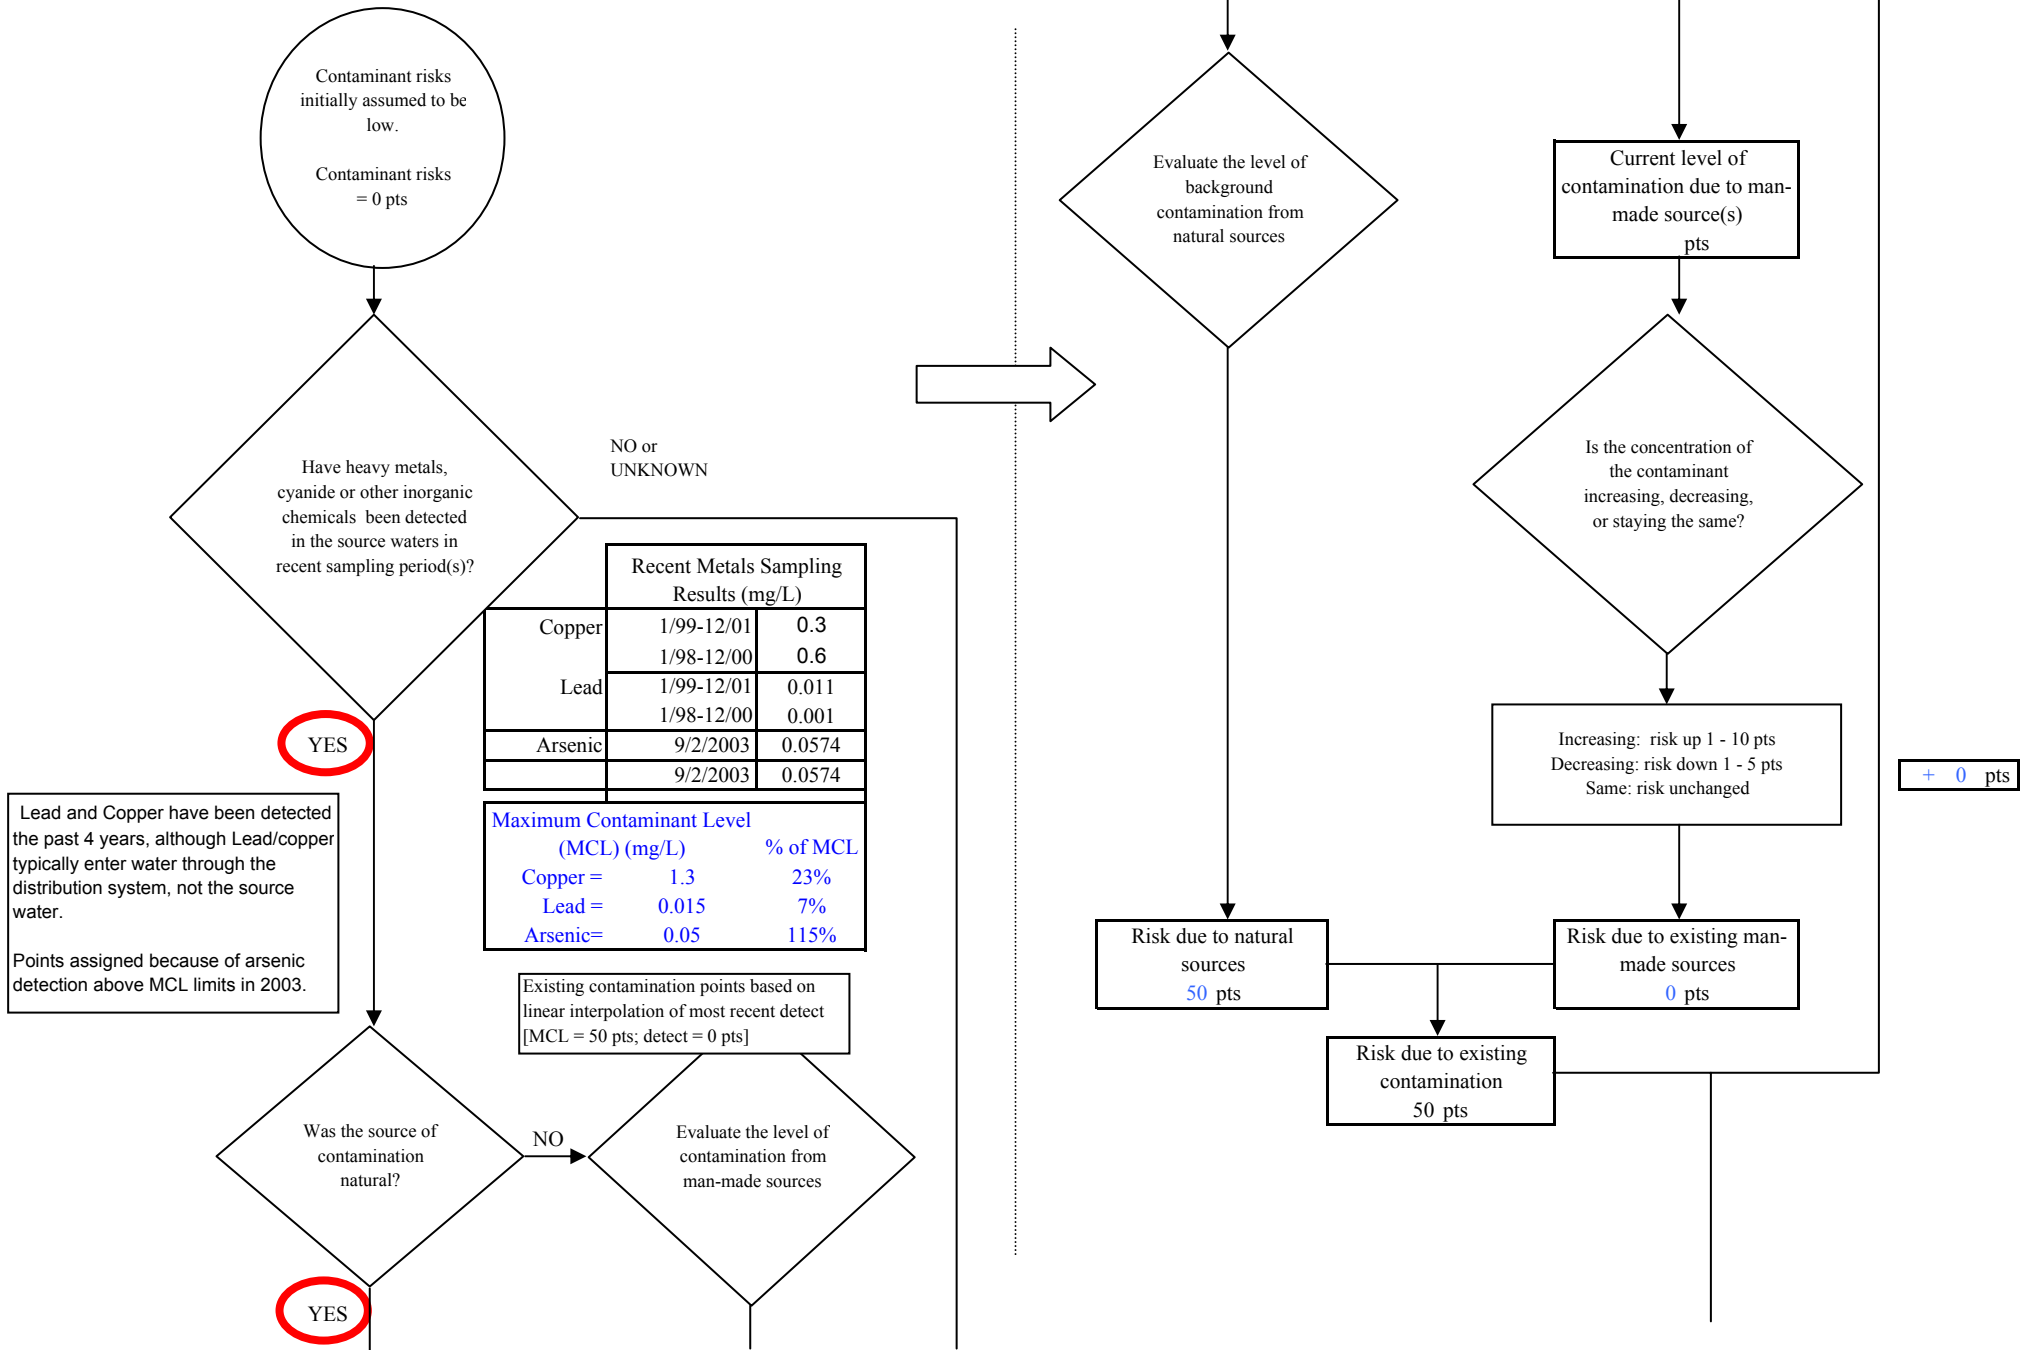 Contaminant risks
initially assumed to be
low.
Contaminant risks
= 0 pts
Have heavy metals,
cyanide or other inorganic
chemicals been detected
in the source waters in
recent sampling period(s)?
NO or
UNKNOWN
Recent Metals Sampling
Results (mg/L)
Copper 1/99-12/01 0.3
1/98-12/00 0.6
Lead 1/99-12/01 0.011
1/98-12/00 0.001
Arsenic 9/2/2003 0.0574
9/2/2003 0.0574
YES
Lead and Copper have been detected
the past 4 years, although Lead/copper
typically enter water through the
distribution system, not the source
water.
Points assigned because of arsenic
detection above MCL limits in 2003.
Maximum Contaminant Level
(MCL) (mg/L) % of MCL
Copper = 1.3 23%
Lead = 0.015 7%
Arsenic= 0.05 115%
Existing contamination points based on
linear interpolation of most recent detect
[MCL = 50 pts; detect = 0 pts]
Was the source of
contamination
natural?
NO
Evaluate the level of
contamination from
man-made sources
YES
Evaluate the level of
background
contamination from
natural sources
Current level of
contamination due to man-
made source(s)
pts
Is the concentration of
the contaminant
increasing, decreasing,
or staying the same?
Increasing: risk up 1 - 10 pts
Decreasing: risk down 1 - 5 pts
Same: risk unchanged
+ 0 pts
Risk due to natural
sources
50 pts
Risk due to existing man-
made sources
0 pts
Risk due to existing
contamination
50 pts